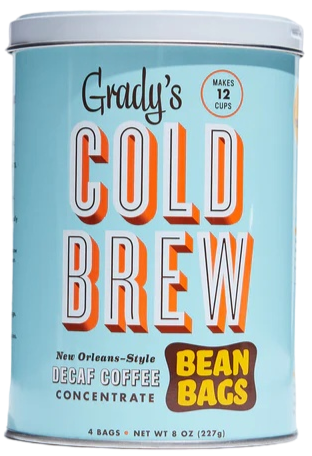 Grady's
MAKES
12
CUPS
COLD
BREW
New Orleans-Style
DECAF COFFEE
CONCENTRATE
BEAN
BAGS
4 BAGS • NET WT 8 OZ (227g)